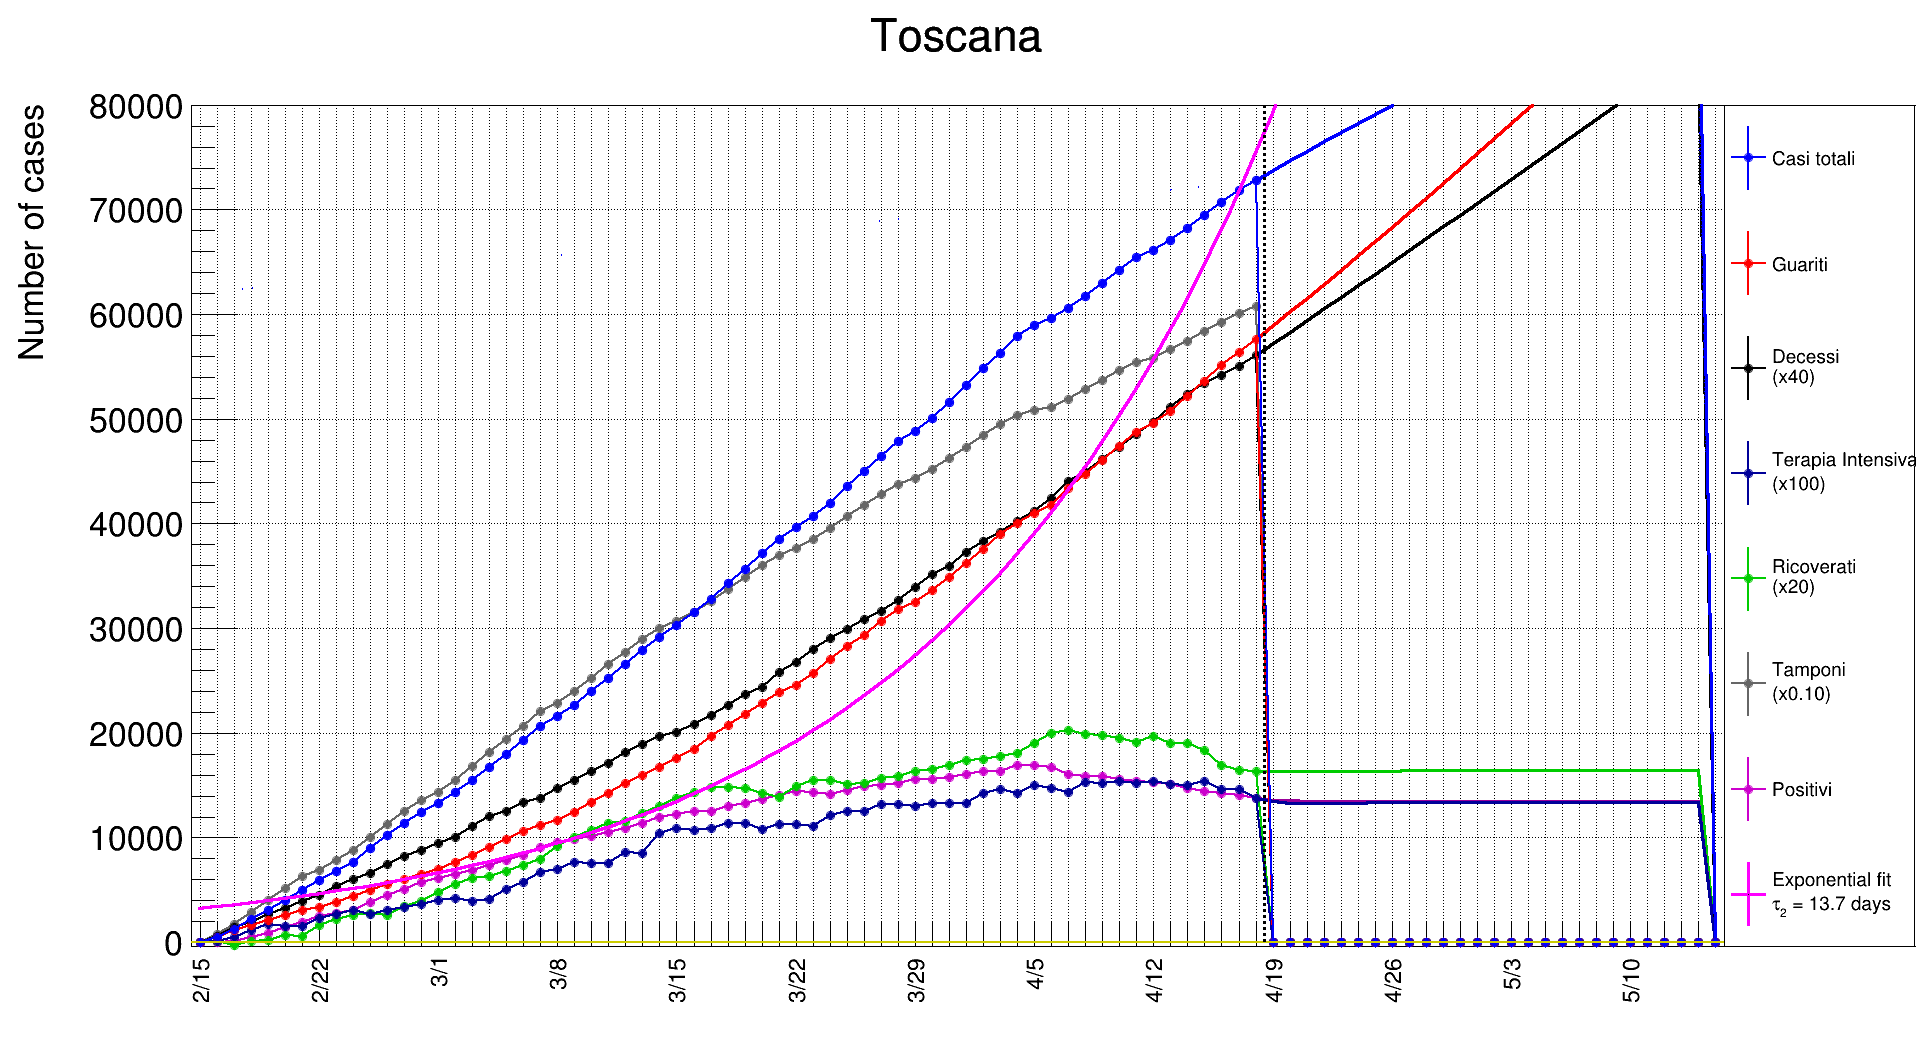 Toscana
Number of cases
80000
70000
60000
50000
40000
30000
20000
10000
0
2/15
2/22
3/1
3/8
3/15
3/22
3/29
4/5
4/12
4/19
4/26
5/3
5/10
Casi totali
Guariti
Decessi
(x40)
Terapia Intensiva
(x100)
Ricoverati
(x20)
Tamponi
(x0.10)
Positivi
Exponential fit
τ2 = 13.7 days